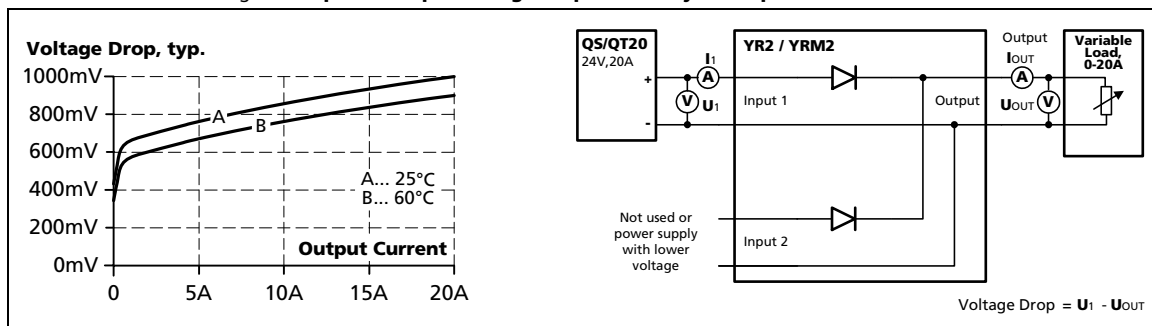 Voltage Drop, typ.
1000mV
800mV
600mV
400mV
200mV
0mV
A
B
A... 25°C
B... 60°C
Output Current
0
5A
10A
15A
20A
QS/QT20
24V,20A
+
-
I1
A
V
U1
YR2 / YRM2
Input 1
Output
Input 2
Not used or
power supply
with lower
voltage
Output
IOUT
A
UOUT
V
Variable
Load,
0-20A
Voltage Drop = U1 - UOUT